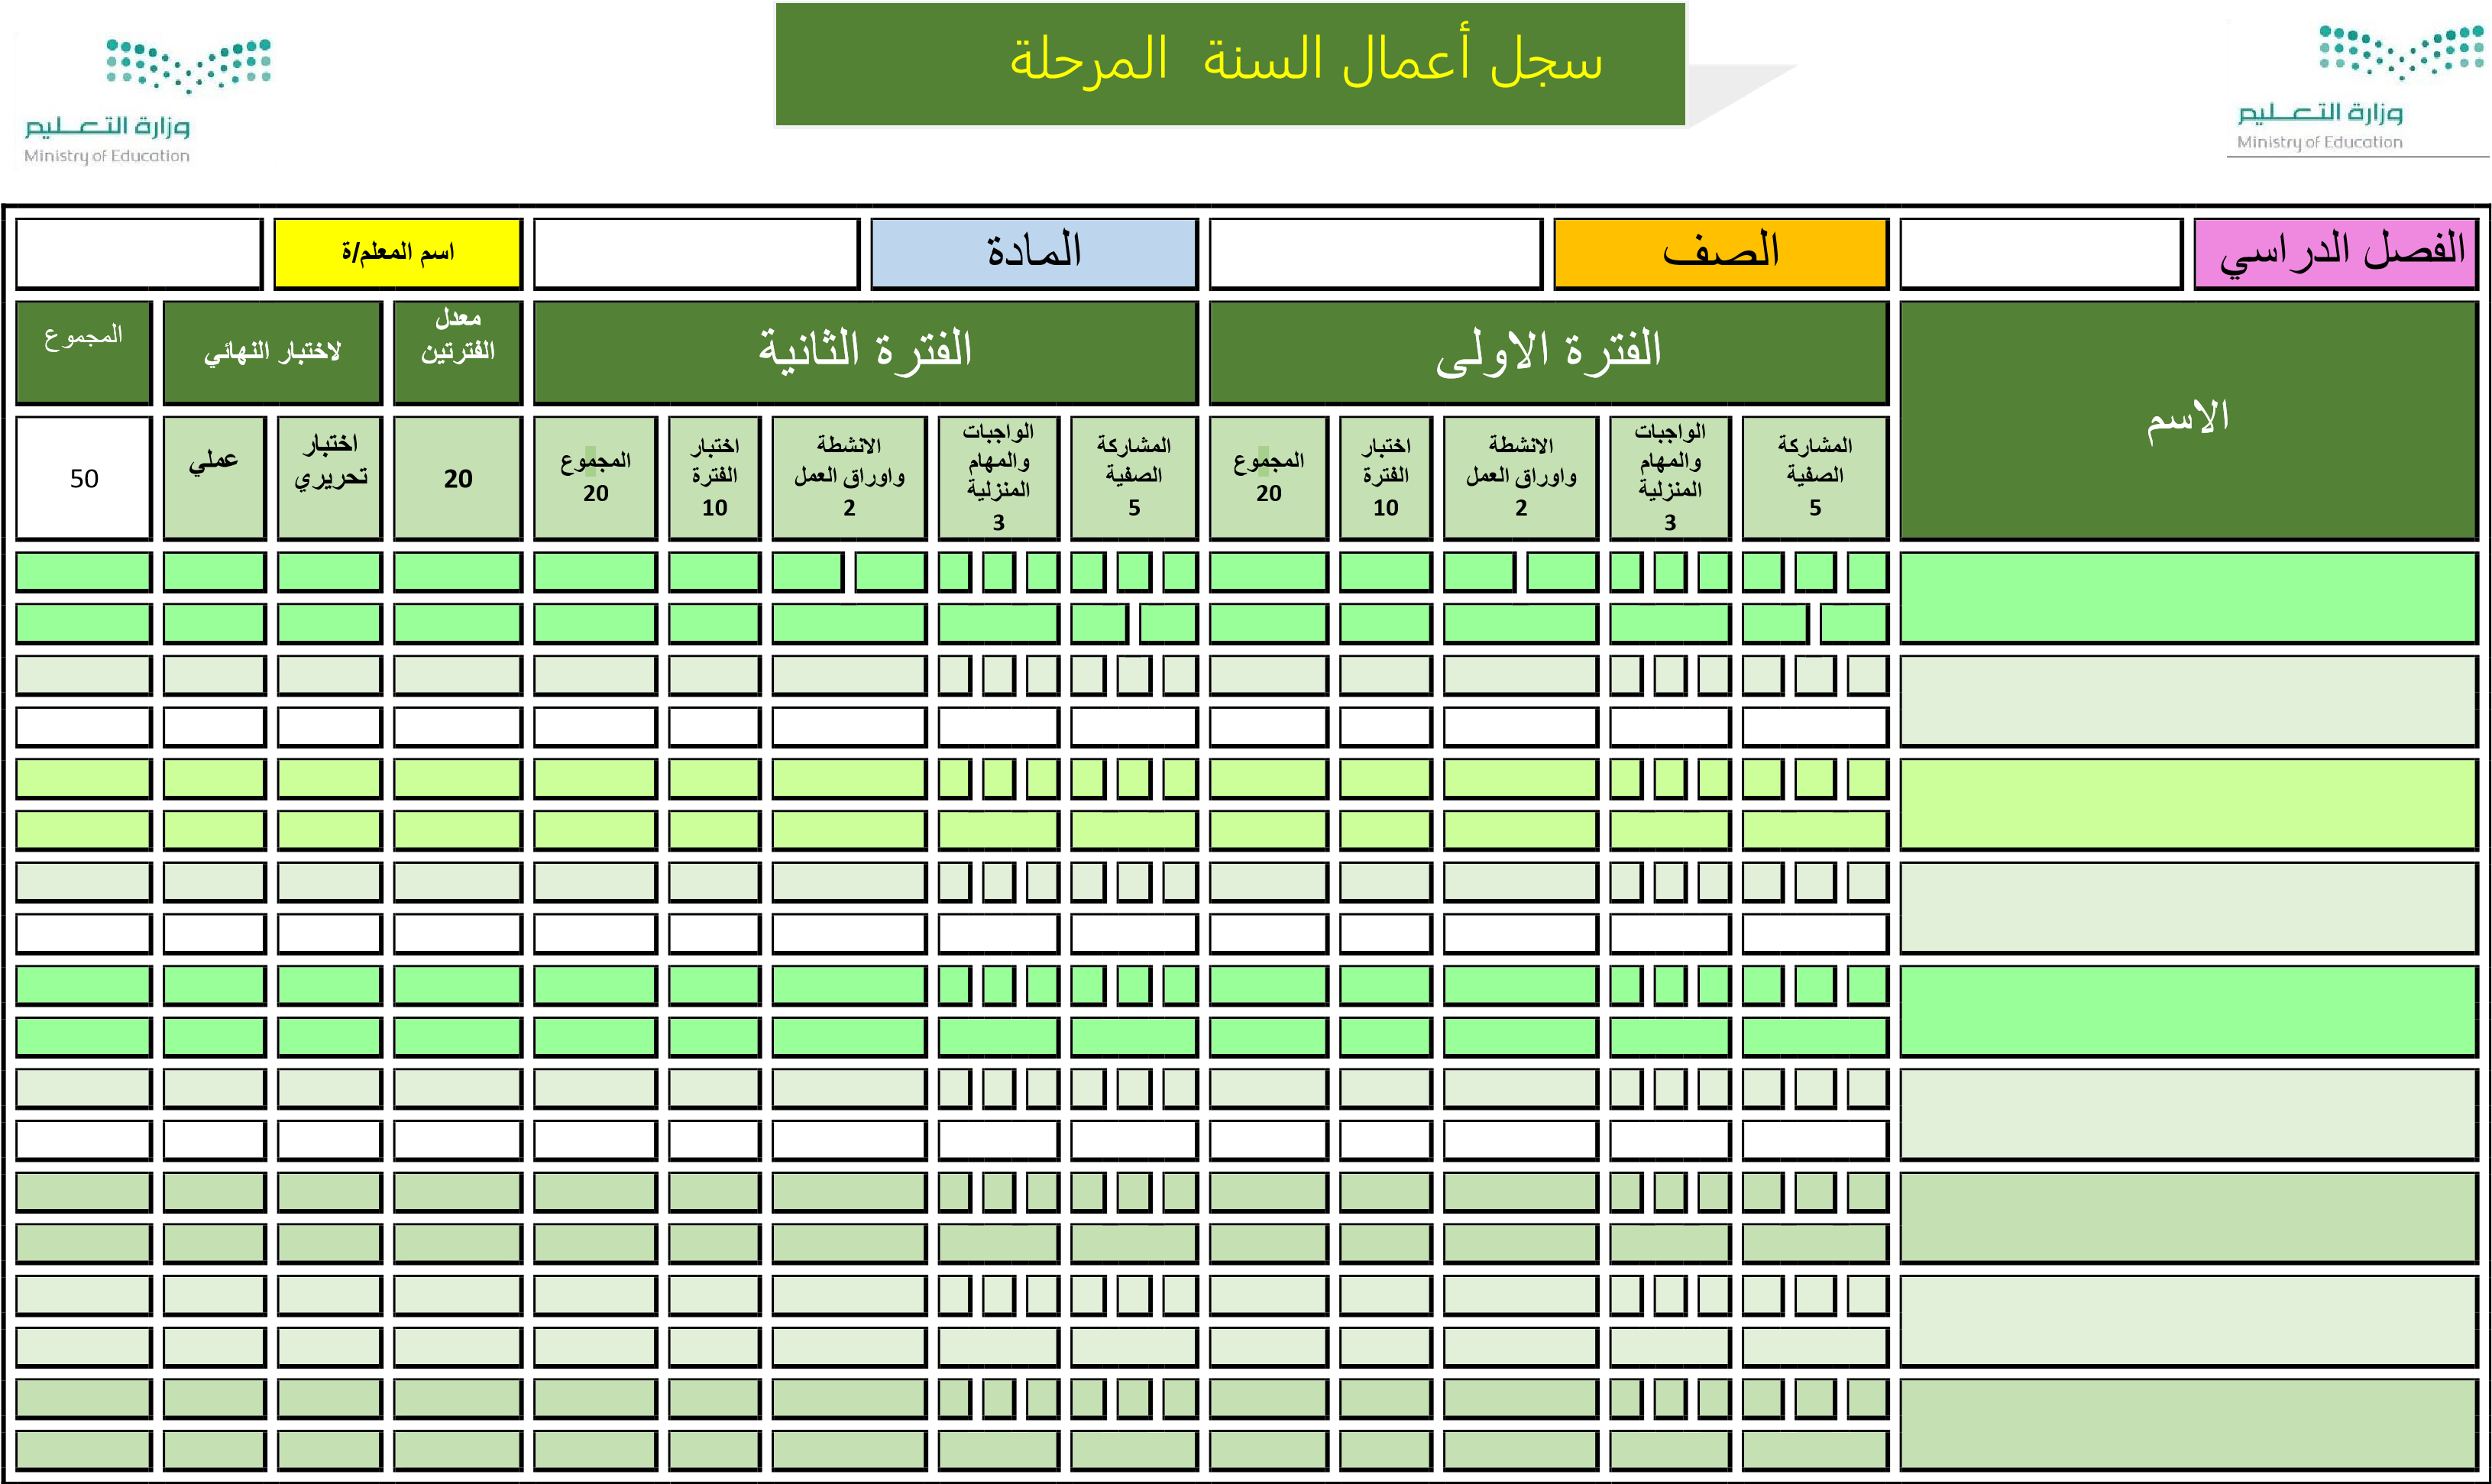 سجل أعمال السنة المرحلة
وزارة التعـــليم
Ministry of Education
وزارة التعـــليم
Ministry of Education
الفصل الدراسي
الصف
المادة
اسم المعلم/ة
الاسم
الفترة الاولى
الفترة الثانية
معدل
الفترتين
لاختبار النهائي
المجموع
المشاركة
الصفية
5
الواجبات
والمهام
المنزلية
3
الانشطة
واوراق العمل
2
اختبار
الفترة
10
المجموع
20
المشاركة
الصفية
5
الواجبات
والمهام
المنزلية
3
الانشطة
واوراق العمل
2
اختبار
الفترة
10
المجموع
20
20
اختبار
تحريري
عملي
50